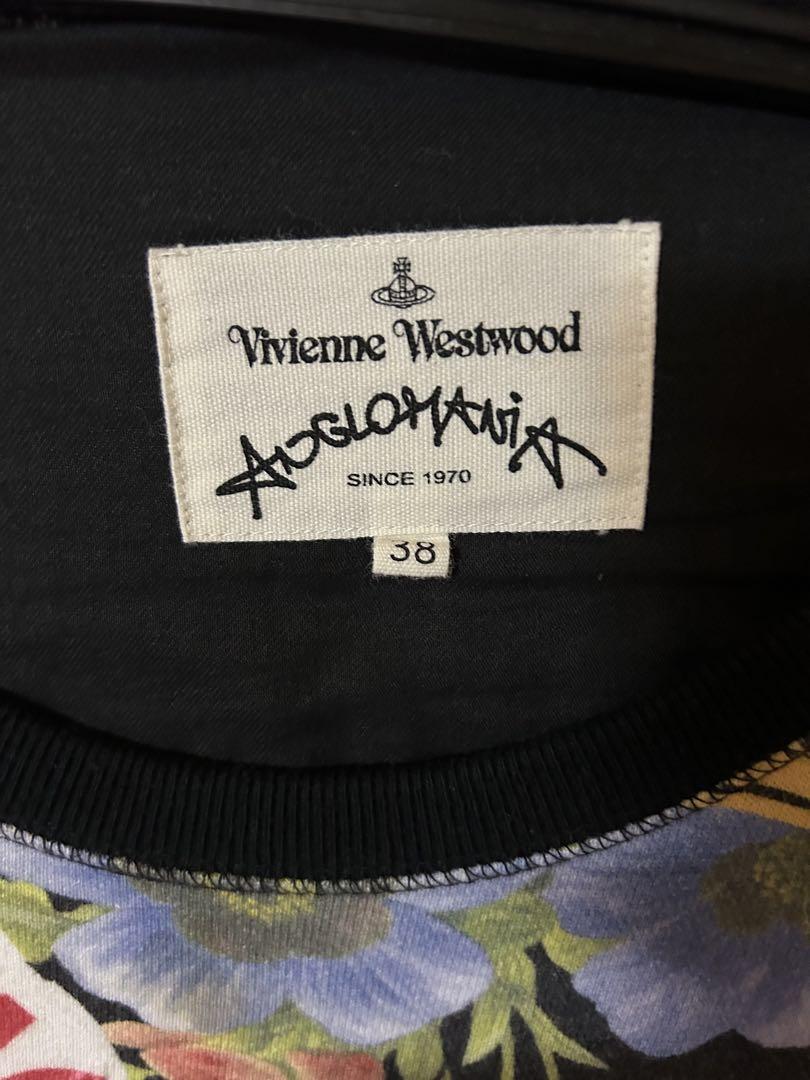 Vivienne Westwood
ANGLOMANiA
SINCE 1970
38